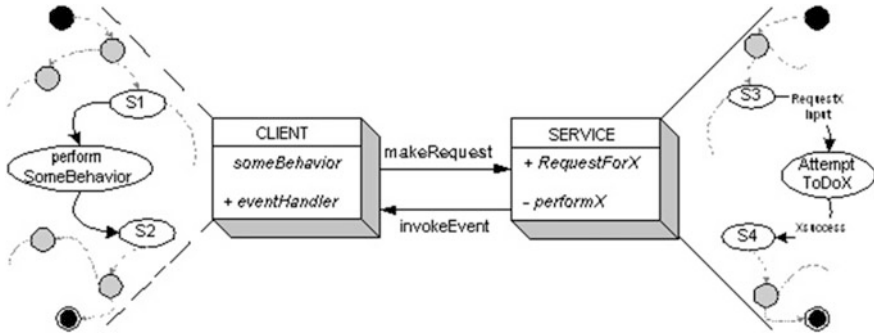 S1
perform
SomeBehavior
S2
CLIENT
someBehavior
+ eventHandler
makeRequest
invokeEvent
SERVICE
+ RequestForX
- performX
S3
RequestX
Input
Attempt
ToDoX
Xsuccess
S4